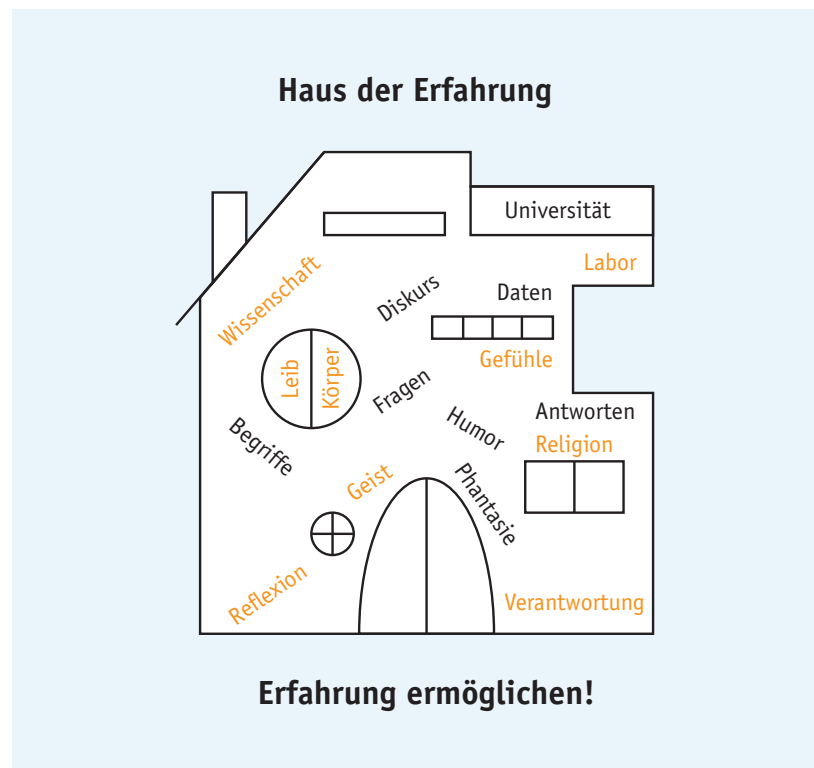 Haus der Erfahrung
Universität
Labor
Wissenschaft
Diskurs
Daten
Gefühle
Leib
Körper
Fragen
Antworten
Humor
Religion
Begriffe
Geist
Phantasie
Reflexion
Verantwortung
Erfahrung ermöglichen!